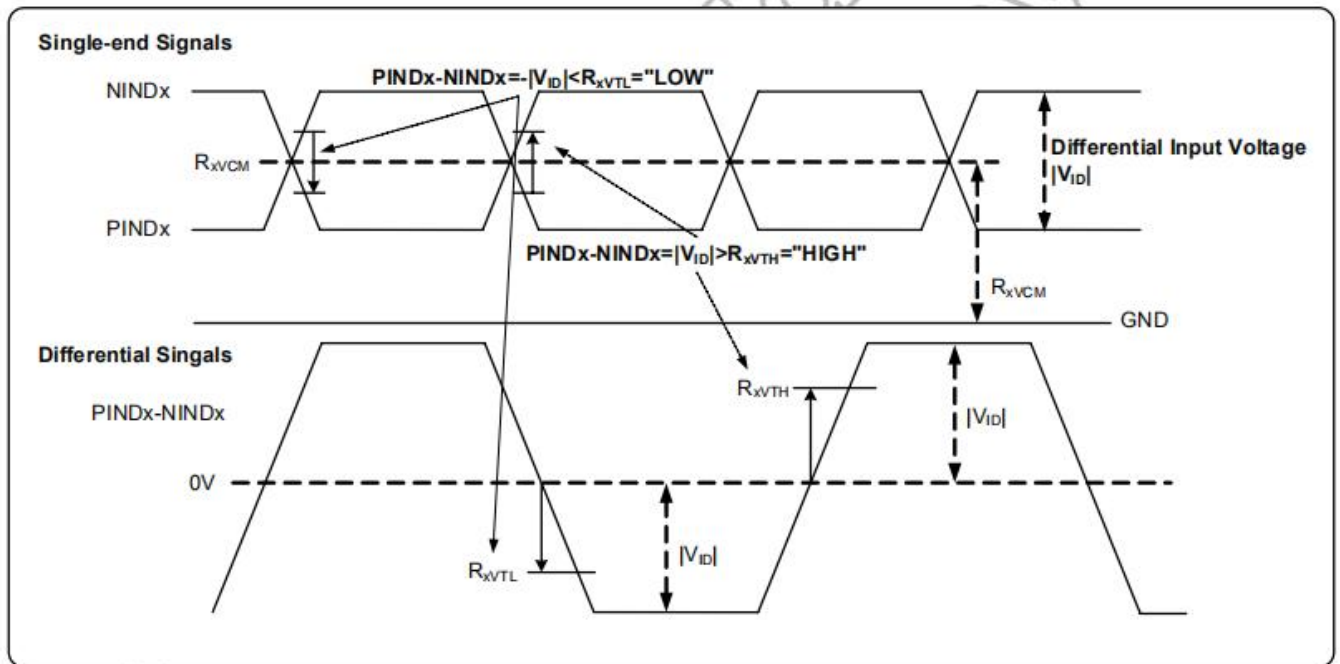 Single-end Signals
PINDx-NINDx=-|VID|<RxVTL="LOW"
NINDx
RxVCM
Differential Input Voltage
|VID|
PINDx
PINDx-NINDx=|VID|>RxVTH="HIGH"
RxVCM
GND
Differential Singals
RxVTH
PINDx-NINDx
|VID|
0V
|VID|
RxVTL